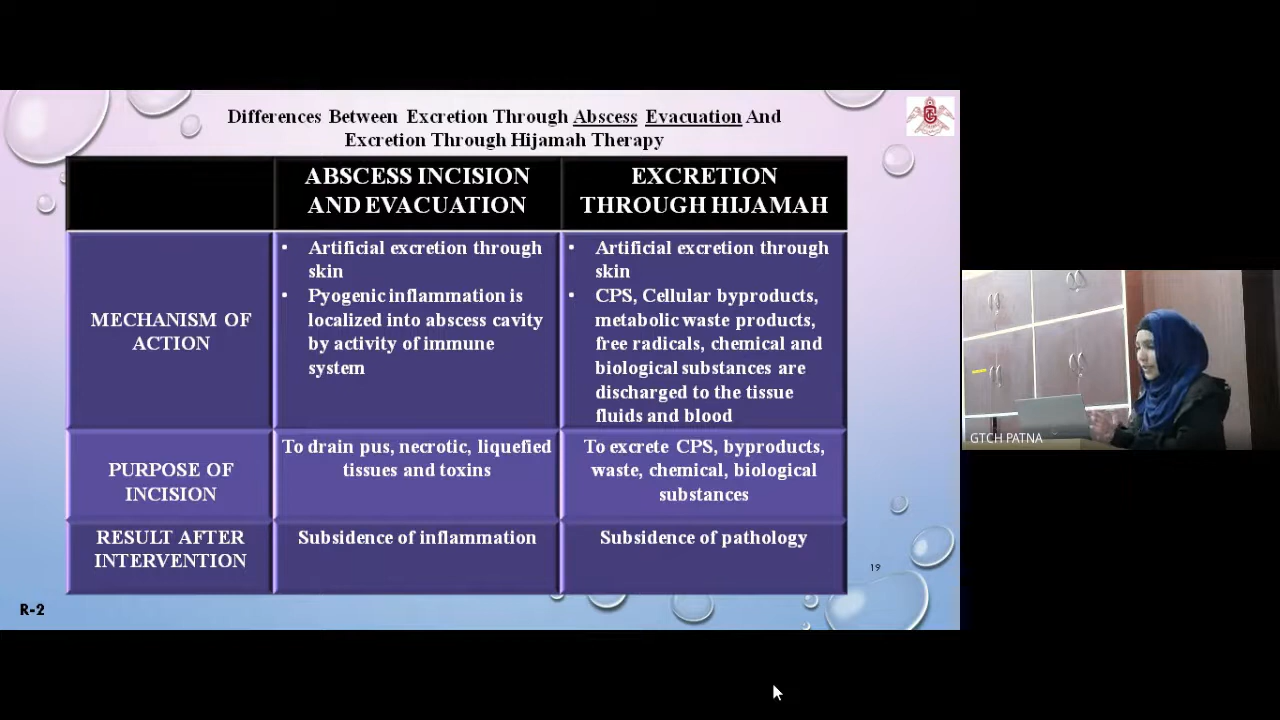 Differences Between Excretion Through Abscess Evacuation And
Excretion Through Hijamah Therapy
ABSCESS INCISION
AND EVACUATION
EXCRETION
THROUGH HIJAMAH
MECHANISM OF
ACTION
• Artificial excretion through
skin
• Pyogenic inflammation is
localized into abscess cavity
by activity of immune
system
• Artificial excretion through
skin
• CPS, Cellular byproducts,
metabolic waste products,
free radicals, chemical and
biological substances are
discharged to the tissue
fluids and blood
PURPOSE OF
INCISION
To drain pus, necrotic, liquefied
tissues and toxins
To excrete CPS, byproducts,
waste, chemical, biological
substances
RESULT AFTER
INTERVENTION
Subsidence of inflammation
Subsidence of pathology
19
R-2
GTCH PATNA